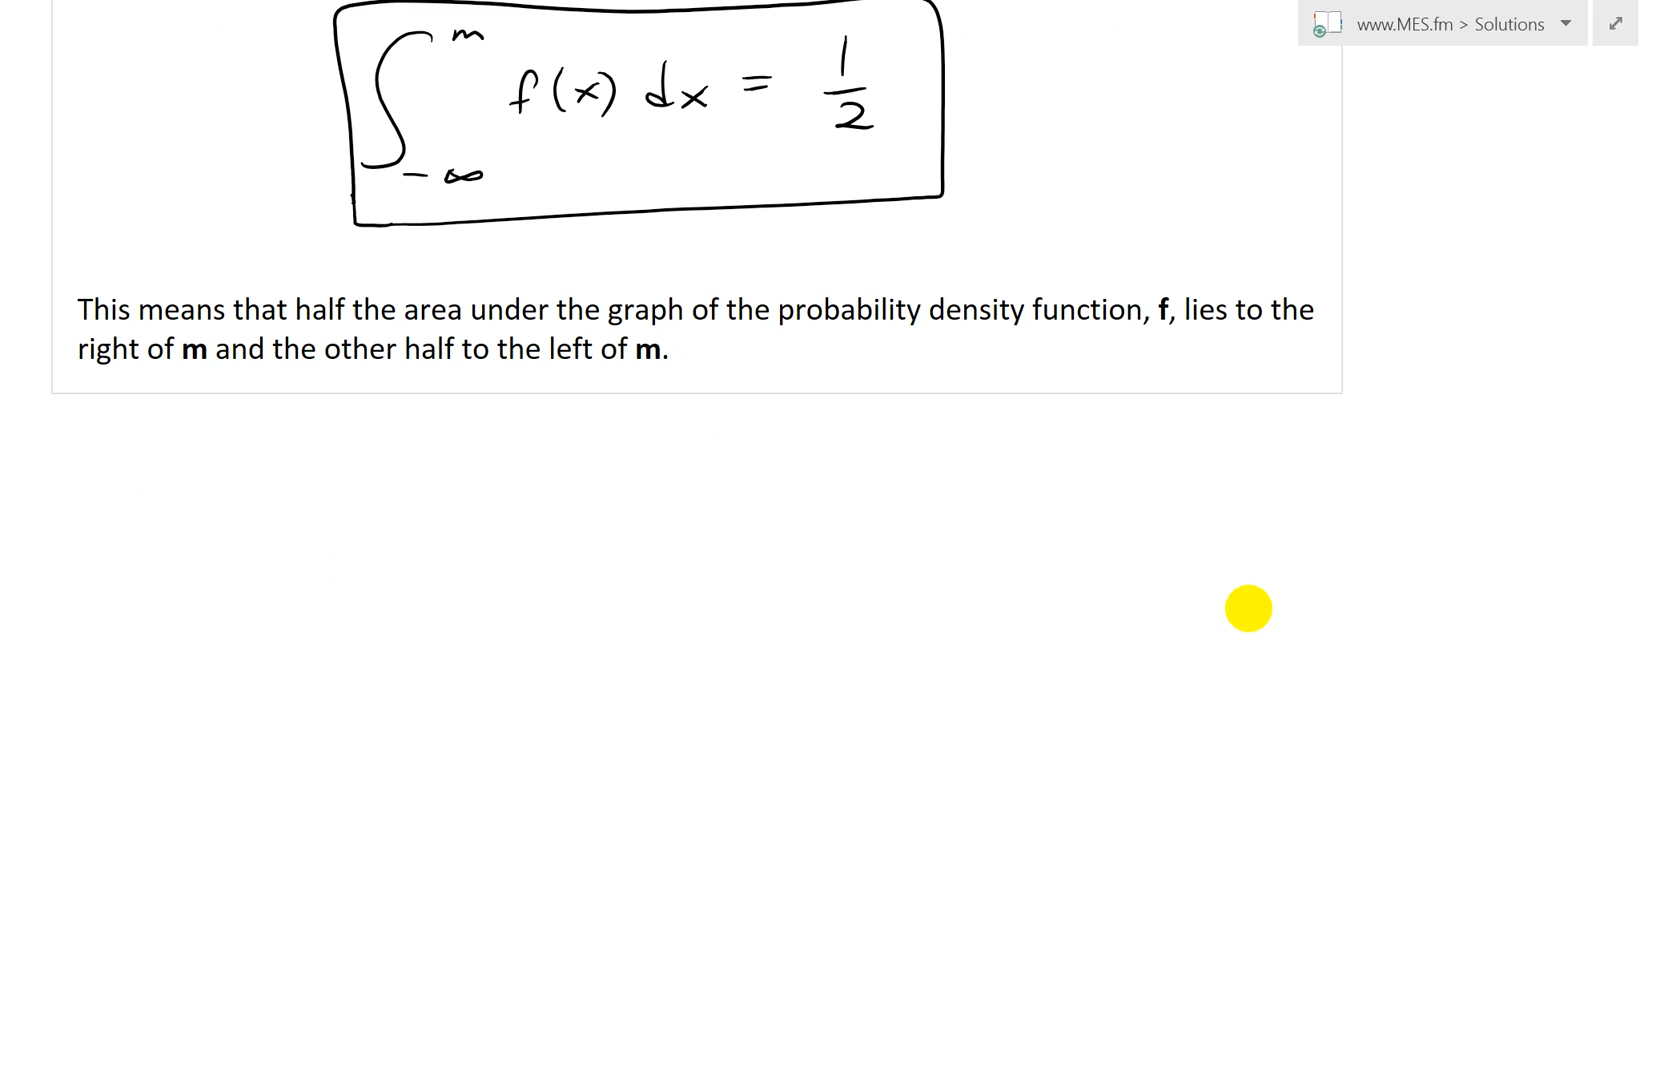 www.MES.fm > Solutions
∫_{-∞}^{m} f(x) dx = 1/2
This means that half the area under the graph of the probability density function, f, lies to the
right of m and the other half to the left of m.